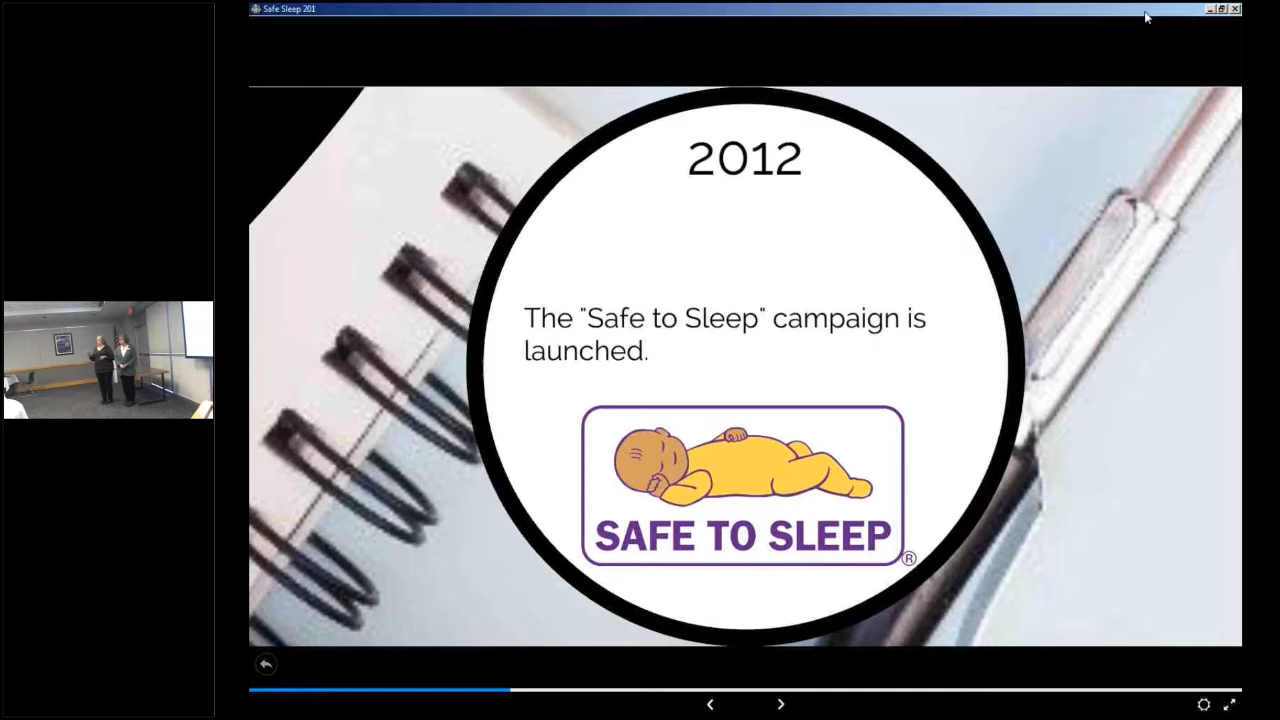 Safe Sleep 201
2012
The "Safe to Sleep" campaign is
launched.
SAFE TO SLEEP
®